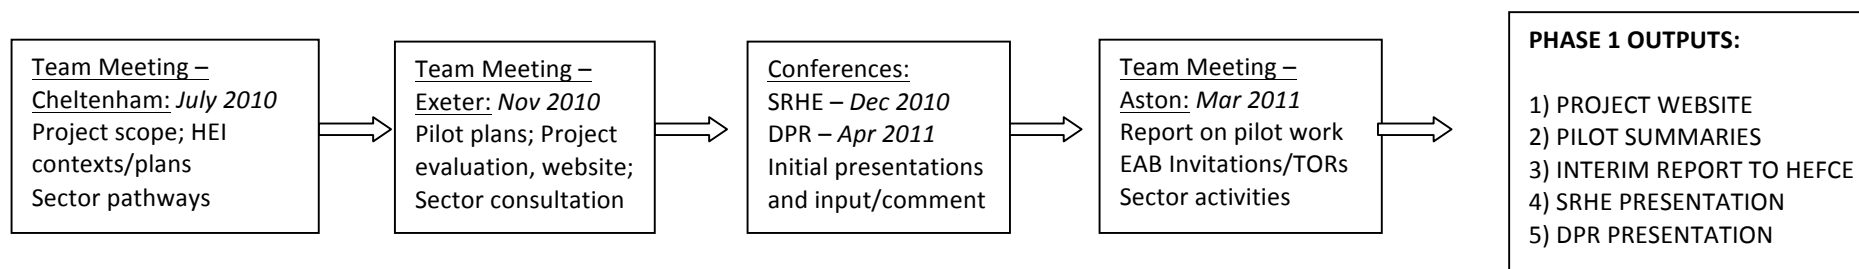 Team Meeting –
Cheltenham: July 2010
Project scope; HEI
contexts/plans
Sector pathways
Team Meeting –
Exeter: Nov 2010
Pilot plans; Project
evaluation, website;
Sector consultation
Conferences:
SRHE – Dec 2010
DPR – Apr 2011
Initial presentations
and input/comment
Team Meeting –
Aston: Mar 2011
Report on pilot work
EAB Invitations/TORs
Sector activities
PHASE 1 OUTPUTS:
1) PROJECT WEBSITE
2) PILOT SUMMARIES
3) INTERIM REPORT TO HEFCE
4) SRHE PRESENTATION
5) DPR PRESENTATION